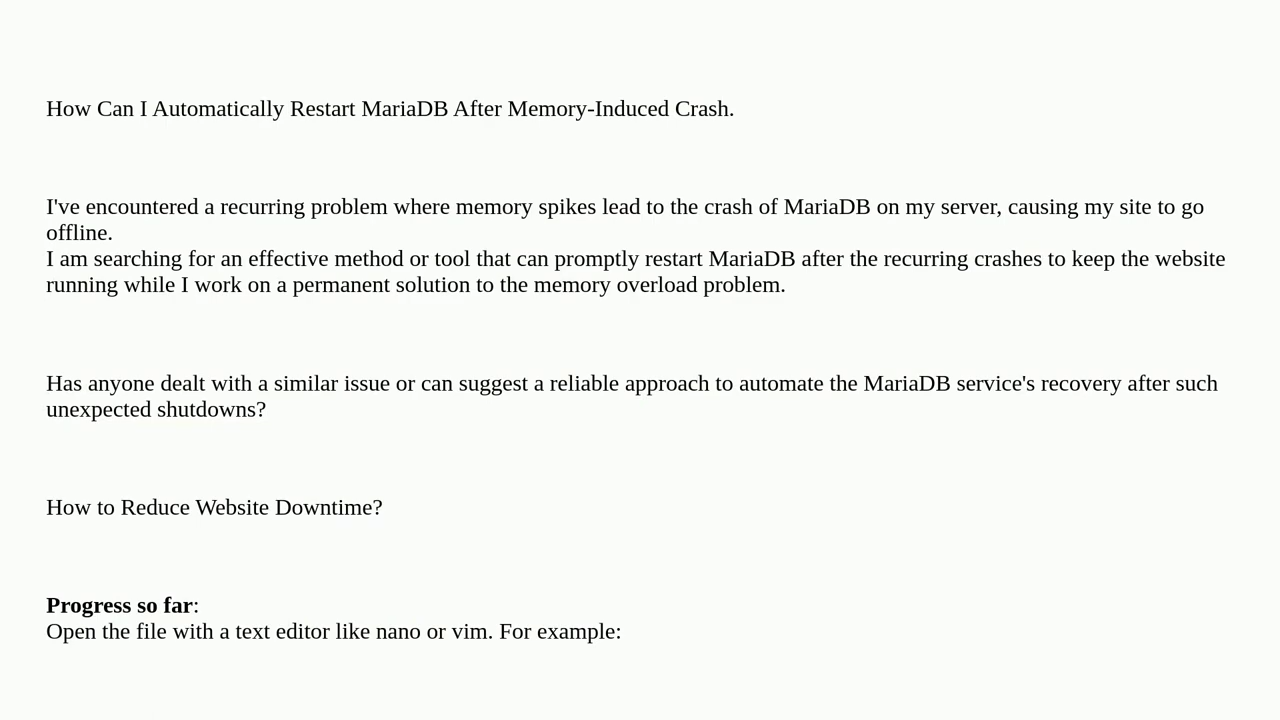 How Can I Automatically Restart MariaDB After Memory-Induced Crash.
I've encountered a recurring problem where memory spikes lead to the crash of MariaDB on my server, causing my site to go
offline.
I am searching for an effective method or tool that can promptly restart MariaDB after the recurring crashes to keep the website
running while I work on a permanent solution to the memory overload problem.
Has anyone dealt with a similar issue or can suggest a reliable approach to automate the MariaDB service's recovery after such
unexpected shutdowns?
How to Reduce Website Downtime?
Progress so far:
Open the file with a text editor like nano or vim. For example: